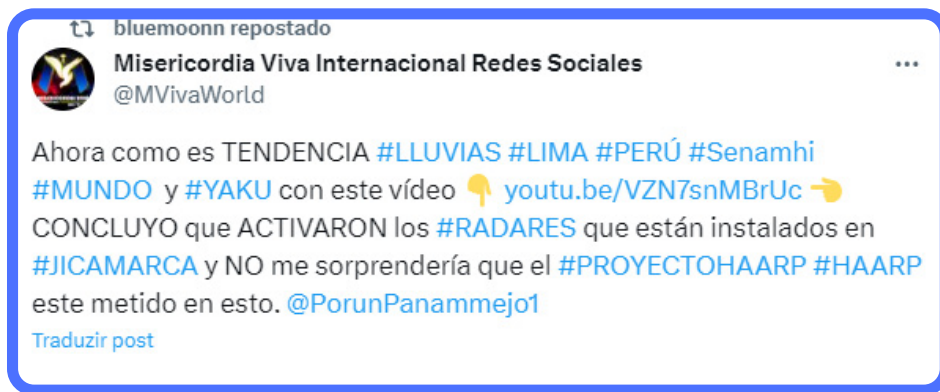 bluemoonn repostado
Misericordia Viva Internacional Redes Sociales
@MVivaWorld
Ahora como es TENDENCIA #LLUVIAS #LIMA #PERÚ #Senamhi
#MUNDO y #YAKU con este vídeo 👇 youtu.be/VZN7snMBrUc 👈
CONCLUYO que ACTIVARON los #RADARES que están instalados en
#JICAMARCA y NO me sorprendería que el #PROYECTOHAARP #HAARP
este metido en esto. @PorunPanammejo1
Traduzir post